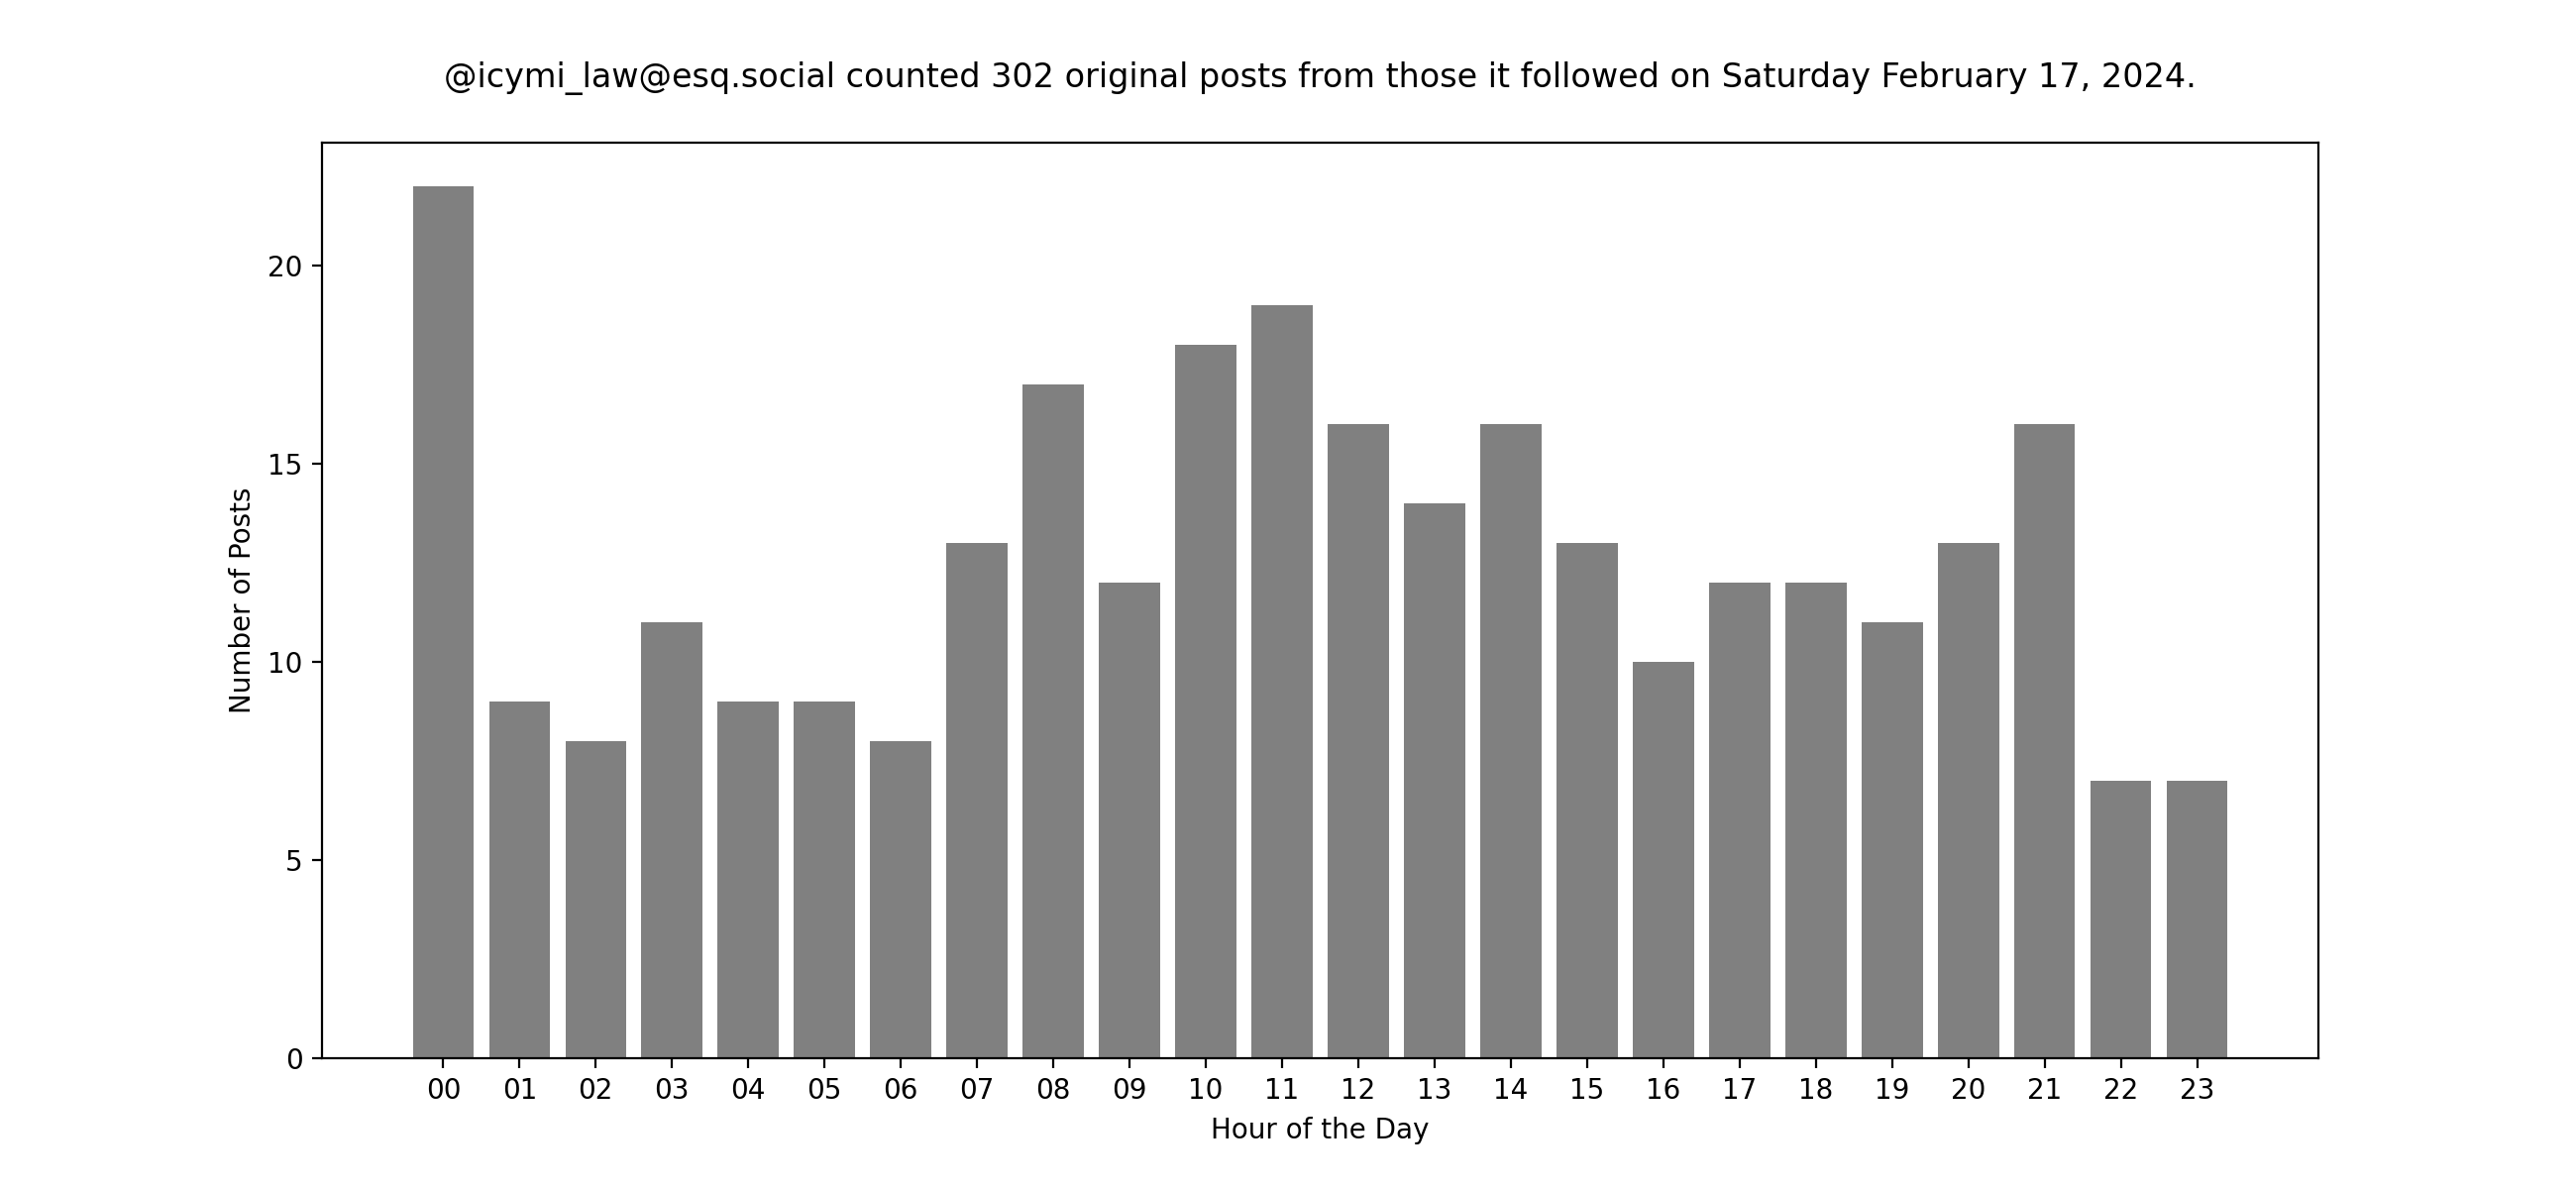 @icymi_law@esq.social counted 302 original posts from those it followed on Saturday February 17, 2024.
Number of Posts
20
15
10
5
0
00 01 02 03 04 05 06 07 08 09 10 11 12 13 14 15 16 17 18 19 20 21 22 23
Hour of the Day